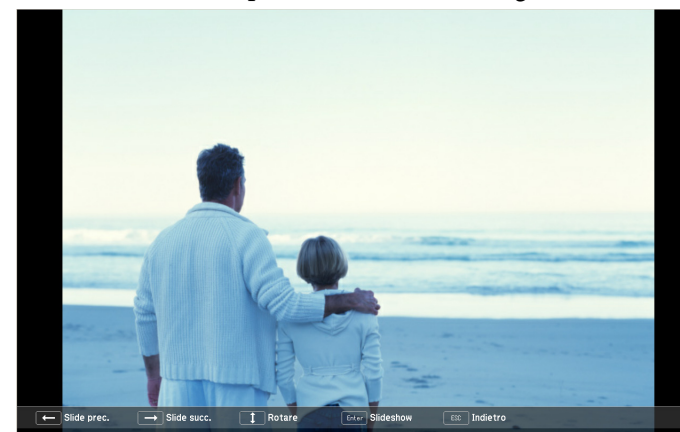 ← Slide prec. → Slide succ. ↕ Rotare Enter Slideshow ESC Indietro